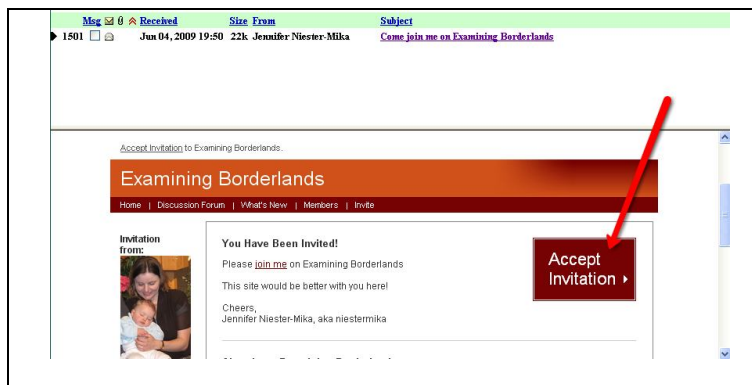 Msg Received Size From Subject
1501 Jun 04, 2009 19:50 22k Jennifer Niester-Mika Come join me on Examining Borderlands
Accept Invitation to Examining Borderlands.
Examining Borderlands
Home | Discussion Forum | What's New | Members | Invite
Invitation
from:
You Have Been Invited!
Please join me on Examining Borderlands
This site would be better with you here!
Cheers,
Jennifer Niester-Mika, aka niestermika
Accept
Invitation